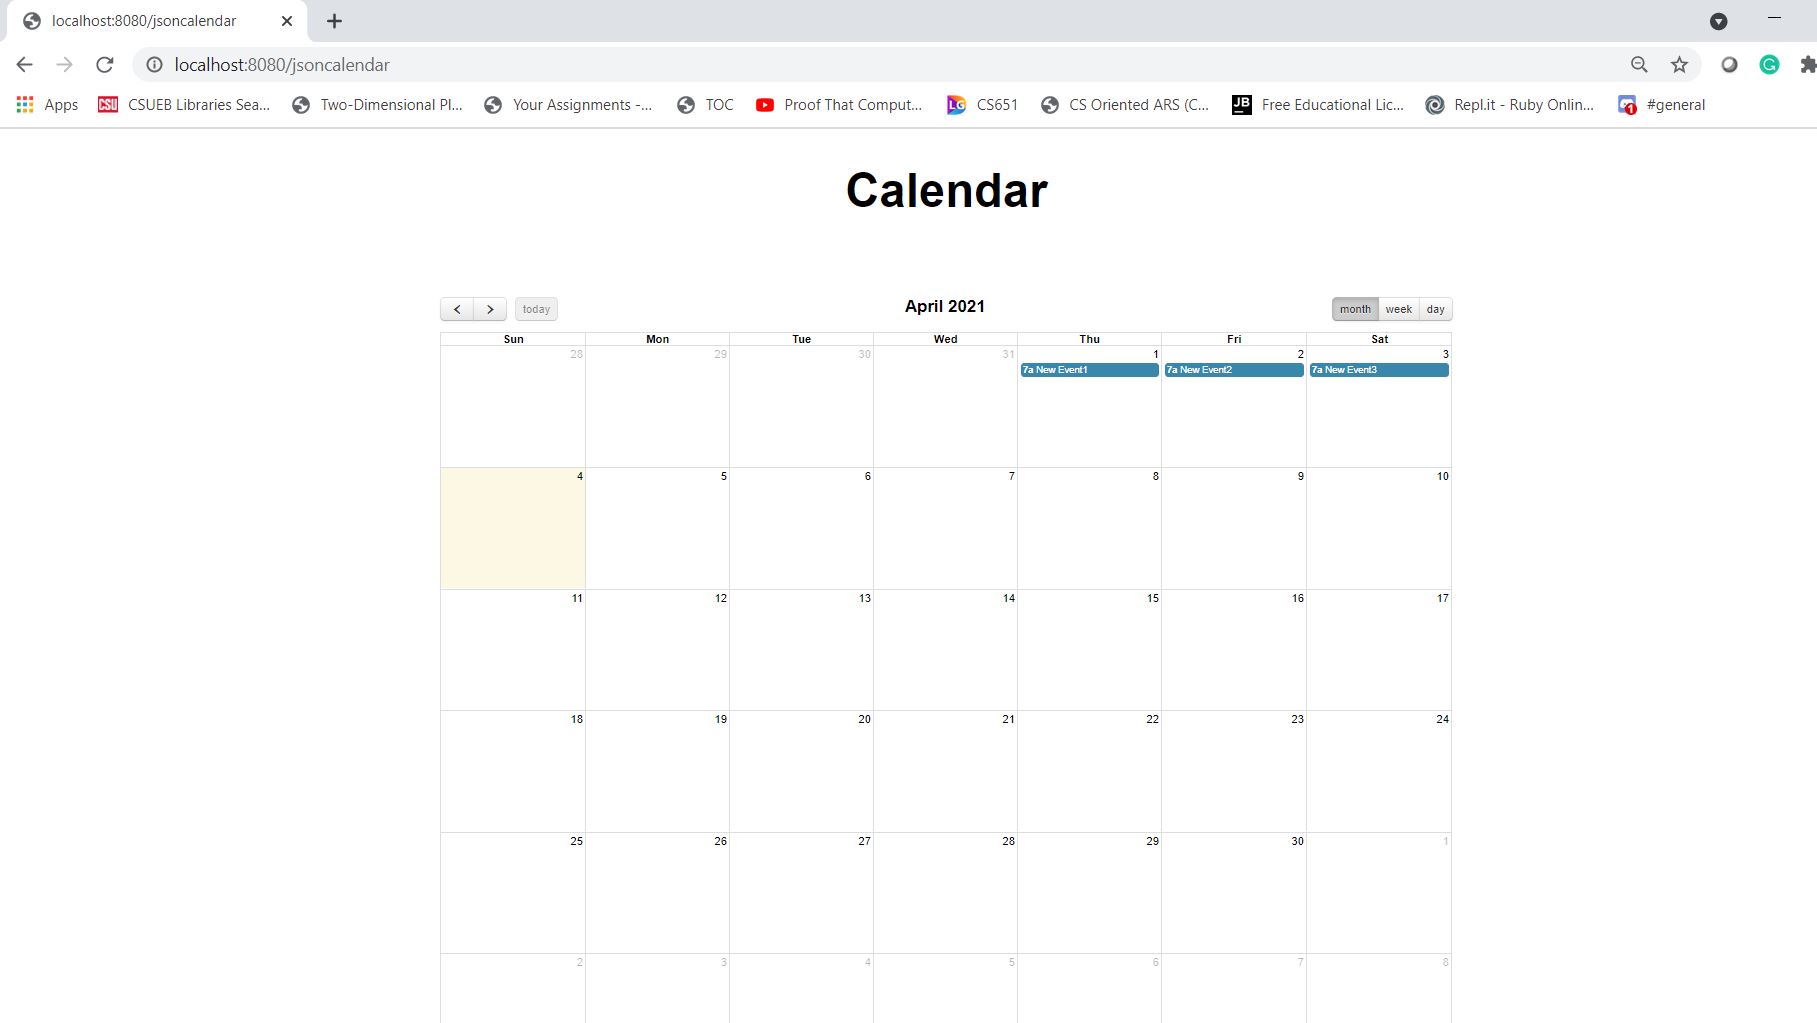 localhost:8080/jsoncalendar
localhost:8080/jsoncalendar
Apps CSU CSUEB Libraries Sea... Two-Dimensional Pl... Your Assignments -... TOC Proof That Comput... LG CS651 CS Oriented ARS (C... JB Free Educational Lic... Repl.it - Ruby Onlin... 1 #general
Calendar
today April 2021 month week day
Sun Mon Tue Wed Thu Fri Sat
28 29 30 31 1 2 3
7a New Event1 7a New Event2 7a New Event3
4 5 6 7 8 9 10
11 12 13 14 15 16 17
18 19 20 21 22 23 24
25 26 27 28 29 30 1
2 3 4 5 6 7 8